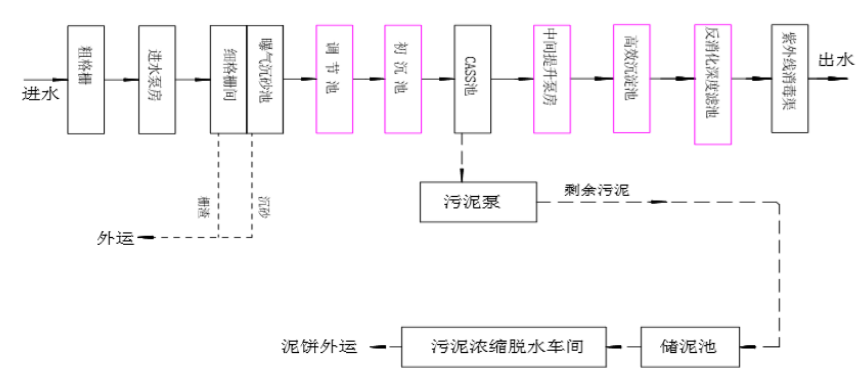 进水
粗格栅
进水泵房
细格栅间
曝气沉砂池
调节池
初沉池
CASS池
中间提升泵房
高效沉淀池
反消化深度滤池
紫外线消毒渠
出水
栅渣
沉砂
外运
污泥泵
剩余污泥
泥饼外运
污泥浓缩脱水车间
储泥池